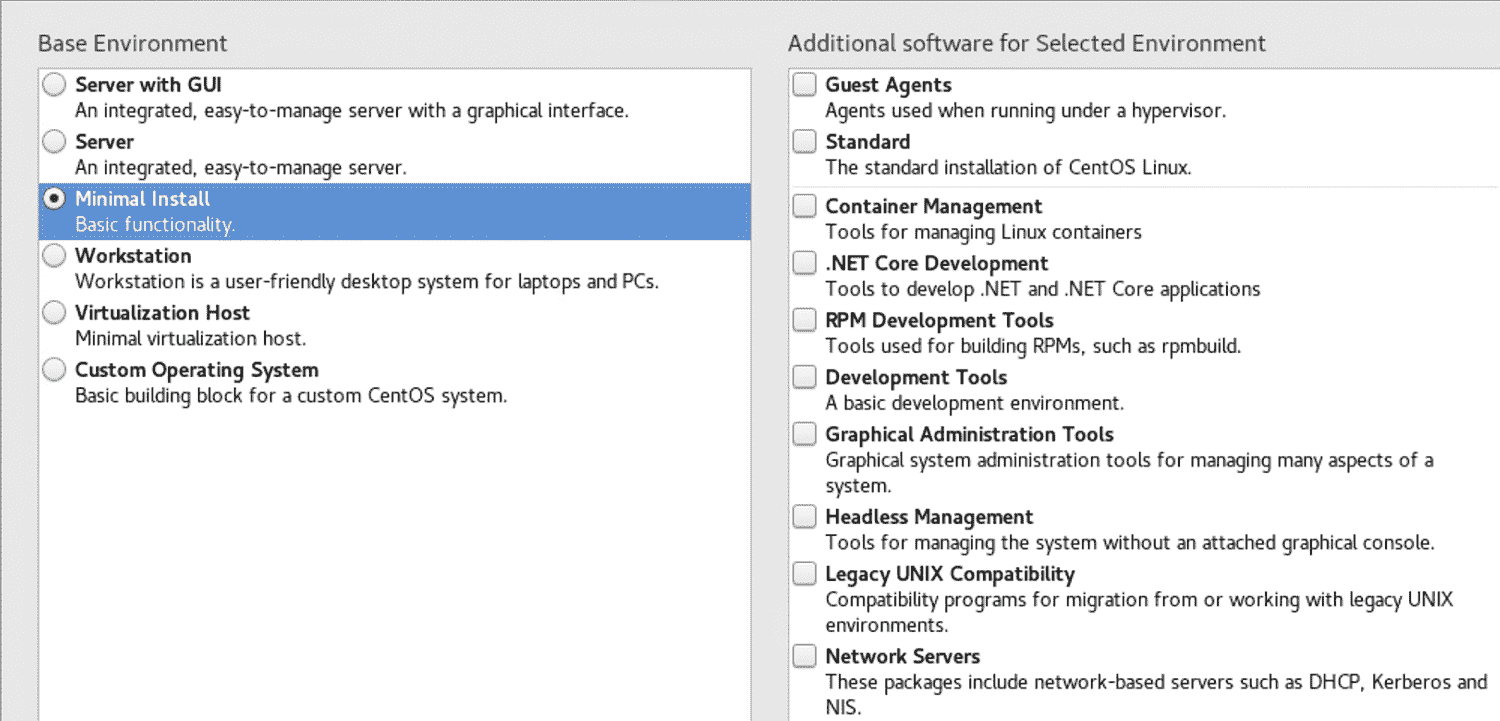 Base Environment
Server with GUI
An integrated, easy-to-manage server with a graphical interface.
Server
An integrated, easy-to-manage server.
Minimal Install
Basic functionality.
Workstation
Workstation is a user-friendly desktop system for laptops and PCs.
Virtualization Host
Minimal virtualization host.
Custom Operating System
Basic building block for a custom CentOS system.
Additional software for Selected Environment
Guest Agents
Agents used when running under a hypervisor.
Standard
The standard installation of CentOS Linux.
Container Management
Tools for managing Linux containers
.NET Core Development
Tools to develop .NET and .NET Core applications
RPM Development Tools
Tools used for building RPMs, such as rpmbuild.
Development Tools
A basic development environment.
Graphical Administration Tools
Graphical system administration tools for managing many aspects of a
system.
Headless Management
Tools for managing the system without an attached graphical console.
Legacy UNIX Compatibility
Compatibility programs for migration from or working with legacy UNIX
environments.
Network Servers
These packages include network-based servers such as DHCP, Kerberos and
NIS.